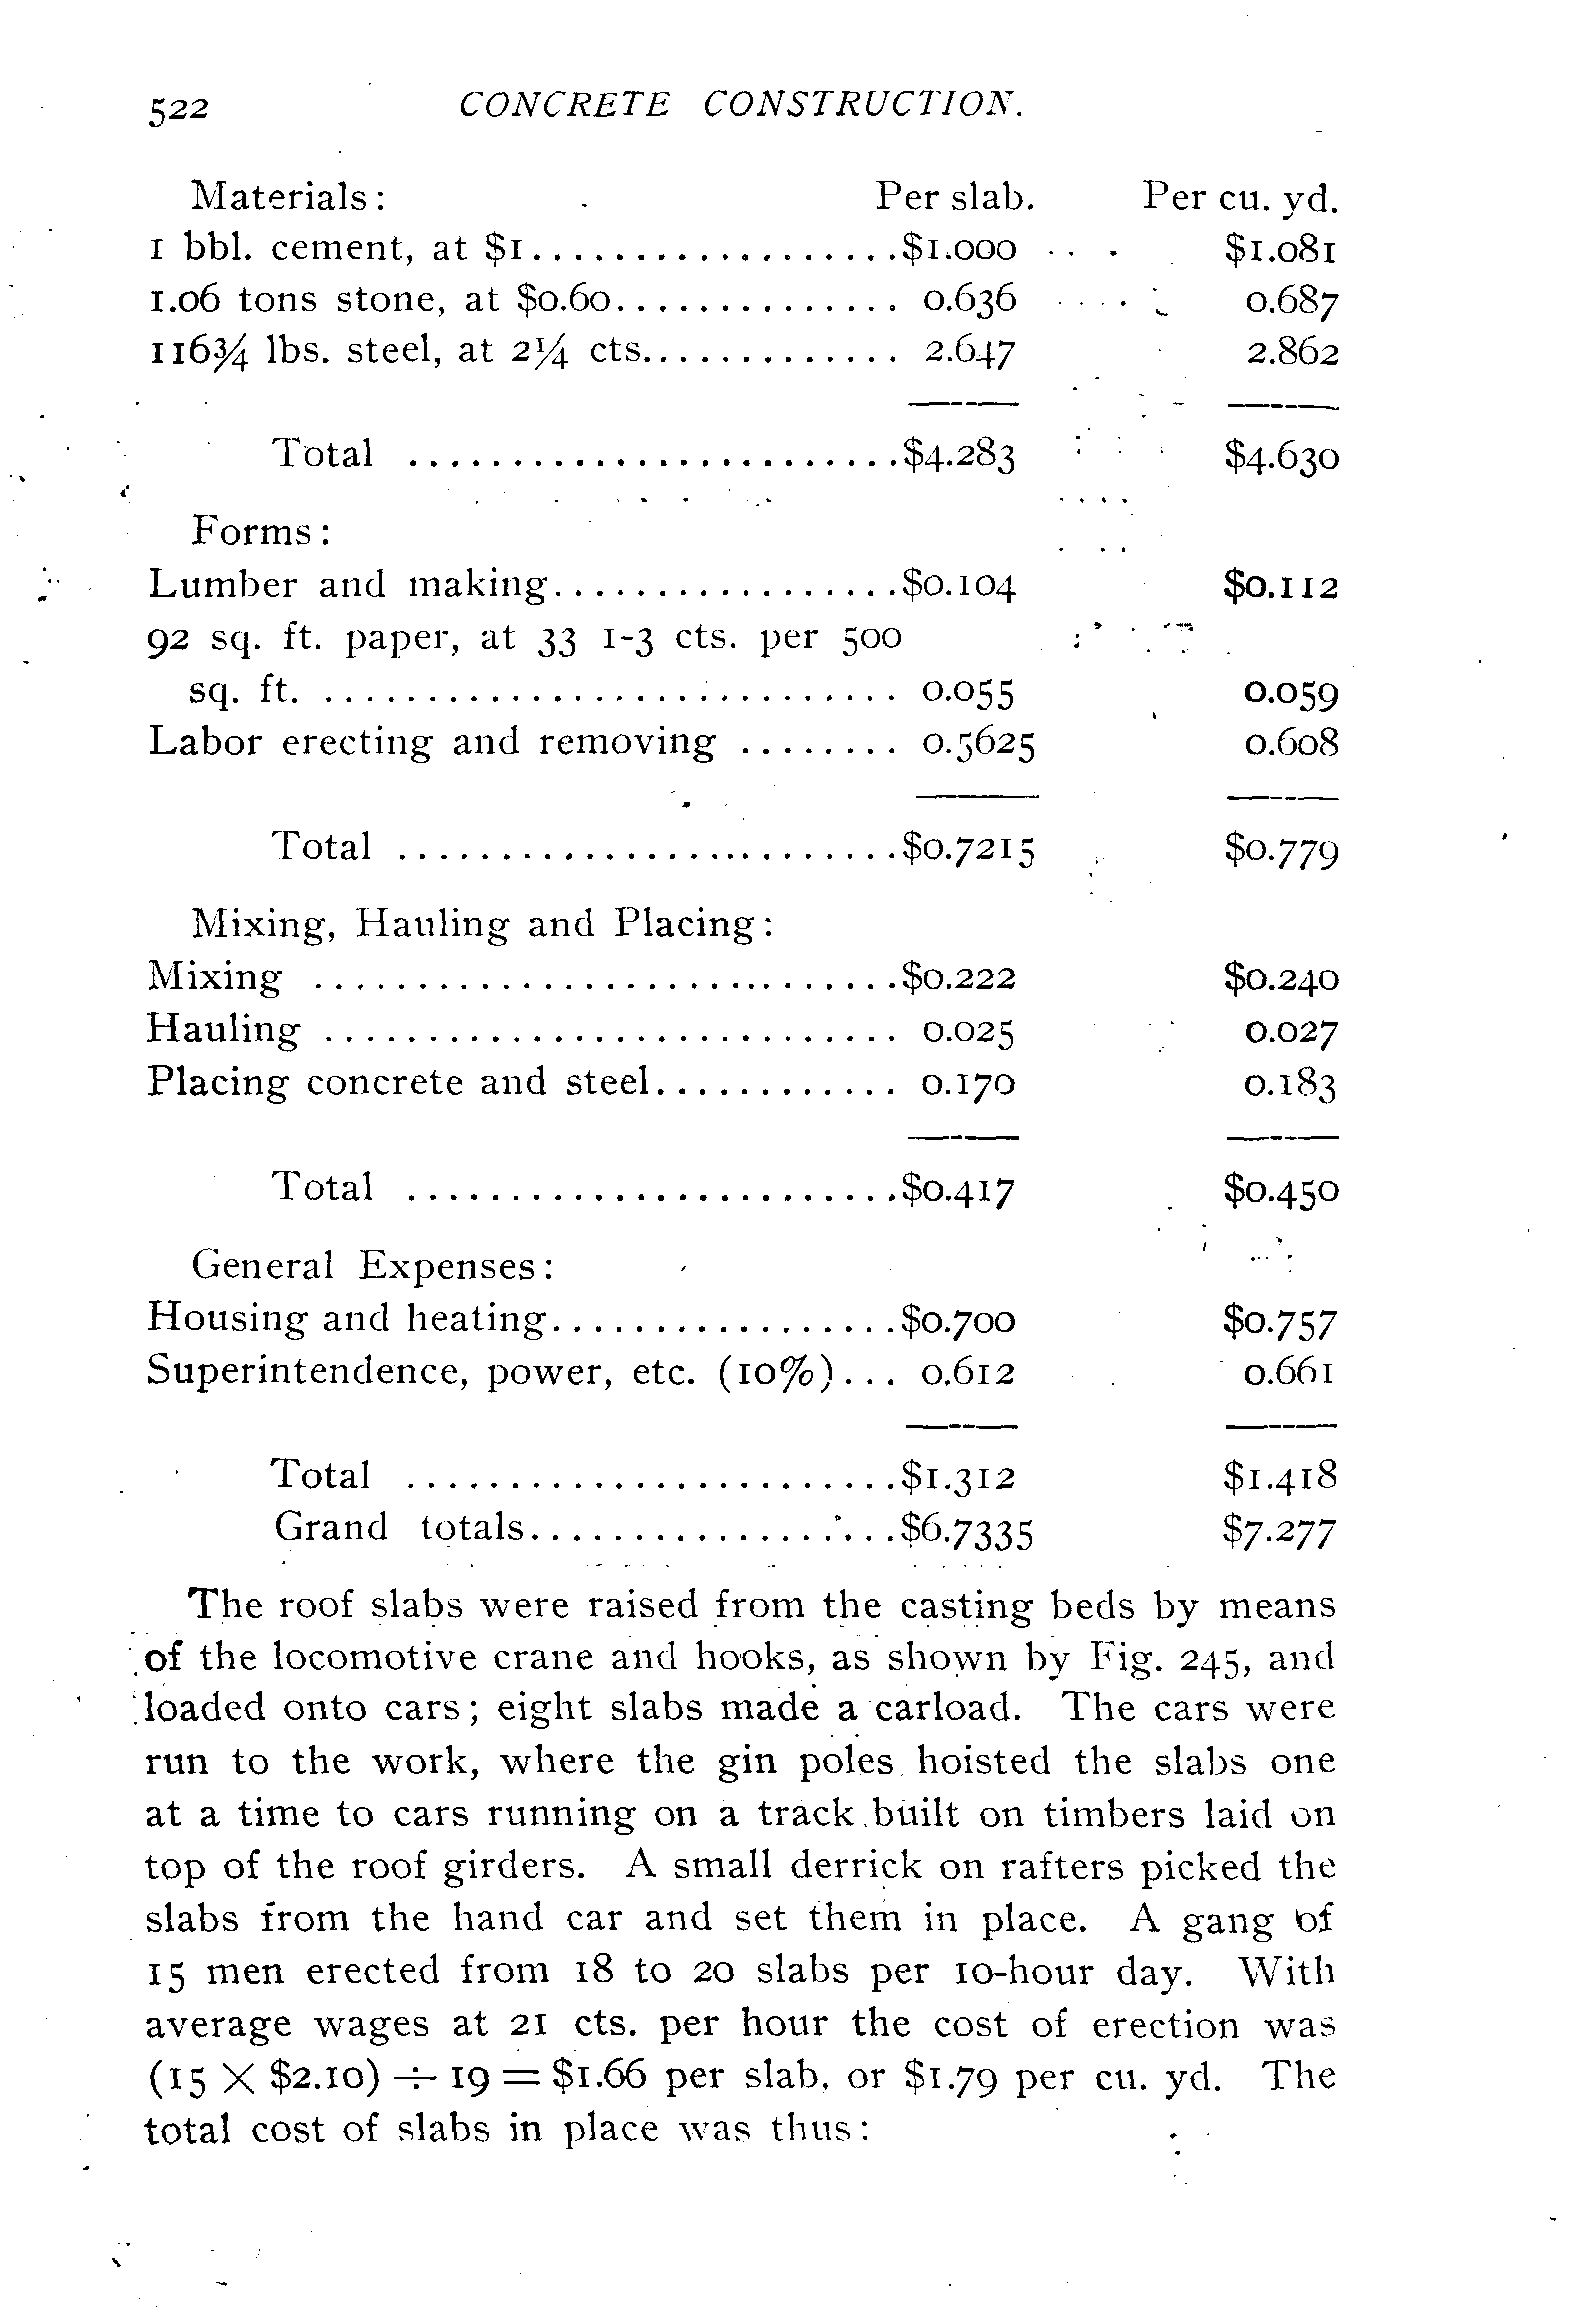 522 CONCRETE CONSTRUCTION.
Materials: Per slab. Per cu. yd.
1 bbl. cement, at $1..................$1.000 $1.081
1.06 tons stone, at $0.60.............. 0.636 0.687
116¾ lbs. steel, at 2¼ cts............. 2.647 2.862
Total ........................$4.283 $4.630
Forms:
Lumber and making.................$0.104 $0.112
92 sq. ft. paper, at 33 1-3 cts. per 500
sq. ft. ............................ 0.055 0.059
Labor erecting and removing ........ 0.5625 0.608
Total ........................$0.7215 $0.779
Mixing, Hauling and Placing:
Mixing ............................$0.222 $0.240
Hauling ............................ 0.025 0.027
Placing concrete and steel............ 0.170 0.183
Total ........................$0.417 $0.450
General Expenses:
Housing and heating.................$0.700 $0.757
Superintendence, power, etc. (10%)... 0.612 0.661
Total ........................$1.312 $1.418
Grand totals..................$6.7335 $7.277
The roof slabs were raised from the casting beds by means
of the locomotive crane and hooks, as shown by Fig. 245, and
loaded onto cars; eight slabs made a carload. The cars were
run to the work, where the gin poles hoisted the slabs one
at a time to cars running on a track built on timbers laid on
top of the roof girders. A small derrick on rafters picked the
slabs from the hand car and set them in place. A gang of
15 men erected from 18 to 20 slabs per 10-hour day. With
average wages at 21 cts. per hour the cost of erection was
(15 × $2.10) ÷ 19 = $1.66 per slab, or $1.79 per cu. yd. The
total cost of slabs in place was thus: